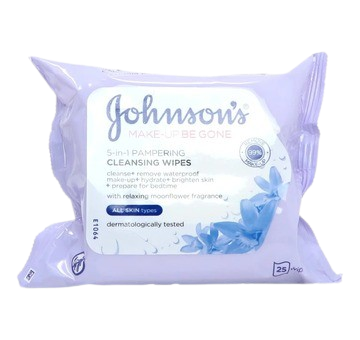 Johnson's
MAKE-UP BE GONE
5-in-1 PAMPERING
CLEANSING WIPES
cleanse+ remove waterproof
make-up+ hydrate+ brighten skin
+ prepare for bedtime
with relaxing moonflower fragrance
ALL SKIN types
dermatologically tested
E1064
99%
25